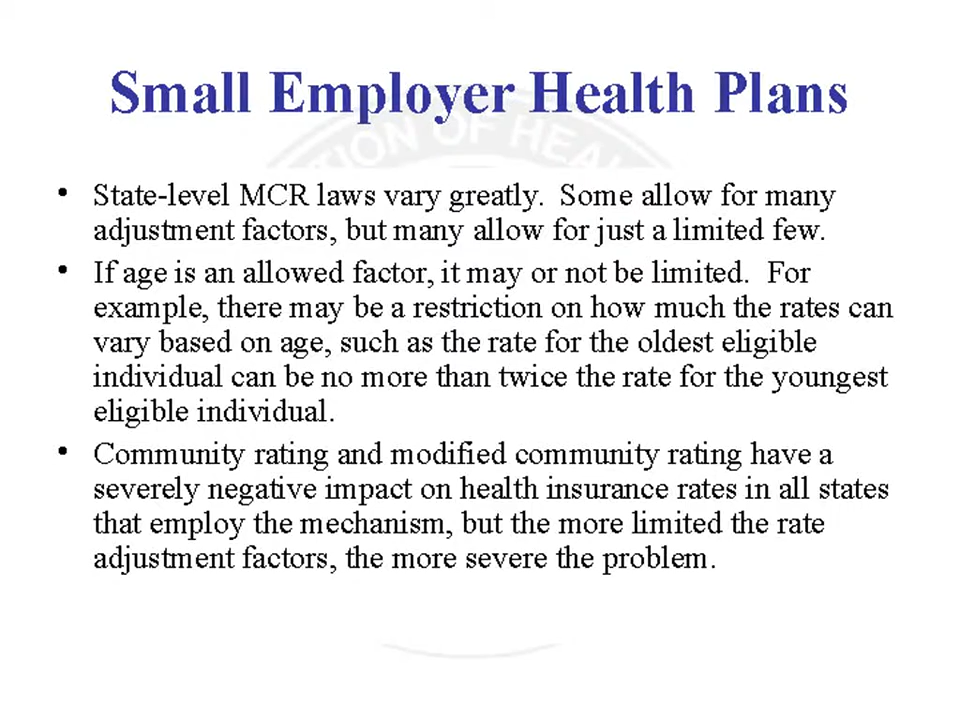 Small Employer Health Plans
TION OF HEAL
• State-level MCR laws vary greatly.  Some allow for many
adjustment factors, but many allow for just a limited few.
• If age is an allowed factor, it may or not be limited.  For
example, there may be a restriction on how much the rates can
vary based on age, such as the rate for the oldest eligible
individual can be no more than twice the rate for the youngest
eligible individual.
• Community rating and modified community rating have a
severely negative impact on health insurance rates in all states
that employ the mechanism, but the more limited the rate
adjustment factors, the more severe the problem.